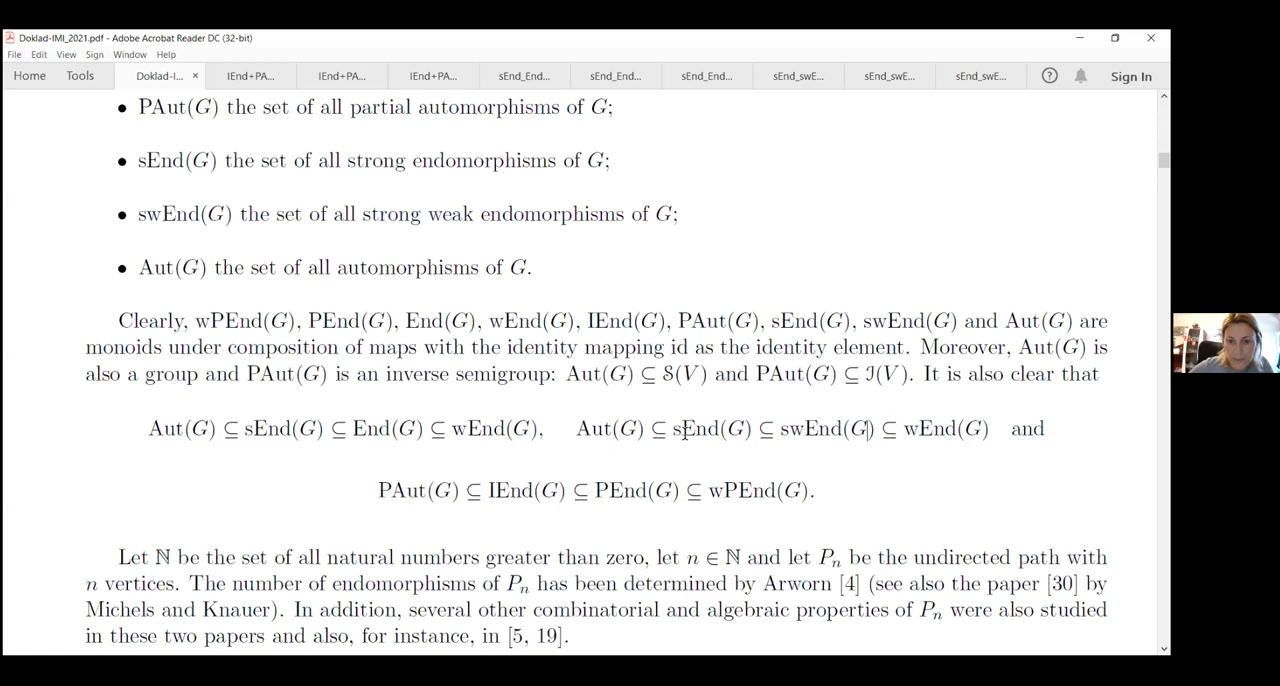 Doklad-IMI_2021.pdf - Adobe Acrobat Reader DC (32-bit)
File Edit View Sign Window Help
Home Tools Doklad-I... × IEnd+PA... IEnd+PA... IEnd+PA... sEnd_End... sEnd_End... sEnd_End... sEnd_swE... sEnd_swE... sEnd_swE... Sign In
• PAut(G) the set of all partial automorphisms of G;
• sEnd(G) the set of all strong endomorphisms of G;
• swEnd(G) the set of all strong weak endomorphisms of G;
• Aut(G) the set of all automorphisms of G.
Clearly, wPEnd(G), PEnd(G), End(G), wEnd(G), IEnd(G), PAut(G), sEnd(G), swEnd(G) and Aut(G) are
monoids under composition of maps with the identity mapping id as the identity element. Moreover, Aut(G) is
also a group and PAut(G) is an inverse semigroup: Aut(G) ⊆ S(V) and PAut(G) ⊆ I(V). It is also clear that
Aut(G) ⊆ sEnd(G) ⊆ End(G) ⊆ wEnd(G), Aut(G) ⊆ sEnd(G) ⊆ swEnd(G) ⊆ wEnd(G) and
PAut(G) ⊆ IEnd(G) ⊆ PEnd(G) ⊆ wPEnd(G).
Let ℕ be the set of all natural numbers greater than zero, let n ∈ ℕ and let Pₙ be the undirected path with
n vertices. The number of endomorphisms of Pₙ has been determined by Arworn [4] (see also the paper [30] by
Michels and Knauer). In addition, several other combinatorial and algebraic properties of Pₙ were also studied
in these two papers and also, for instance, in [5, 19].